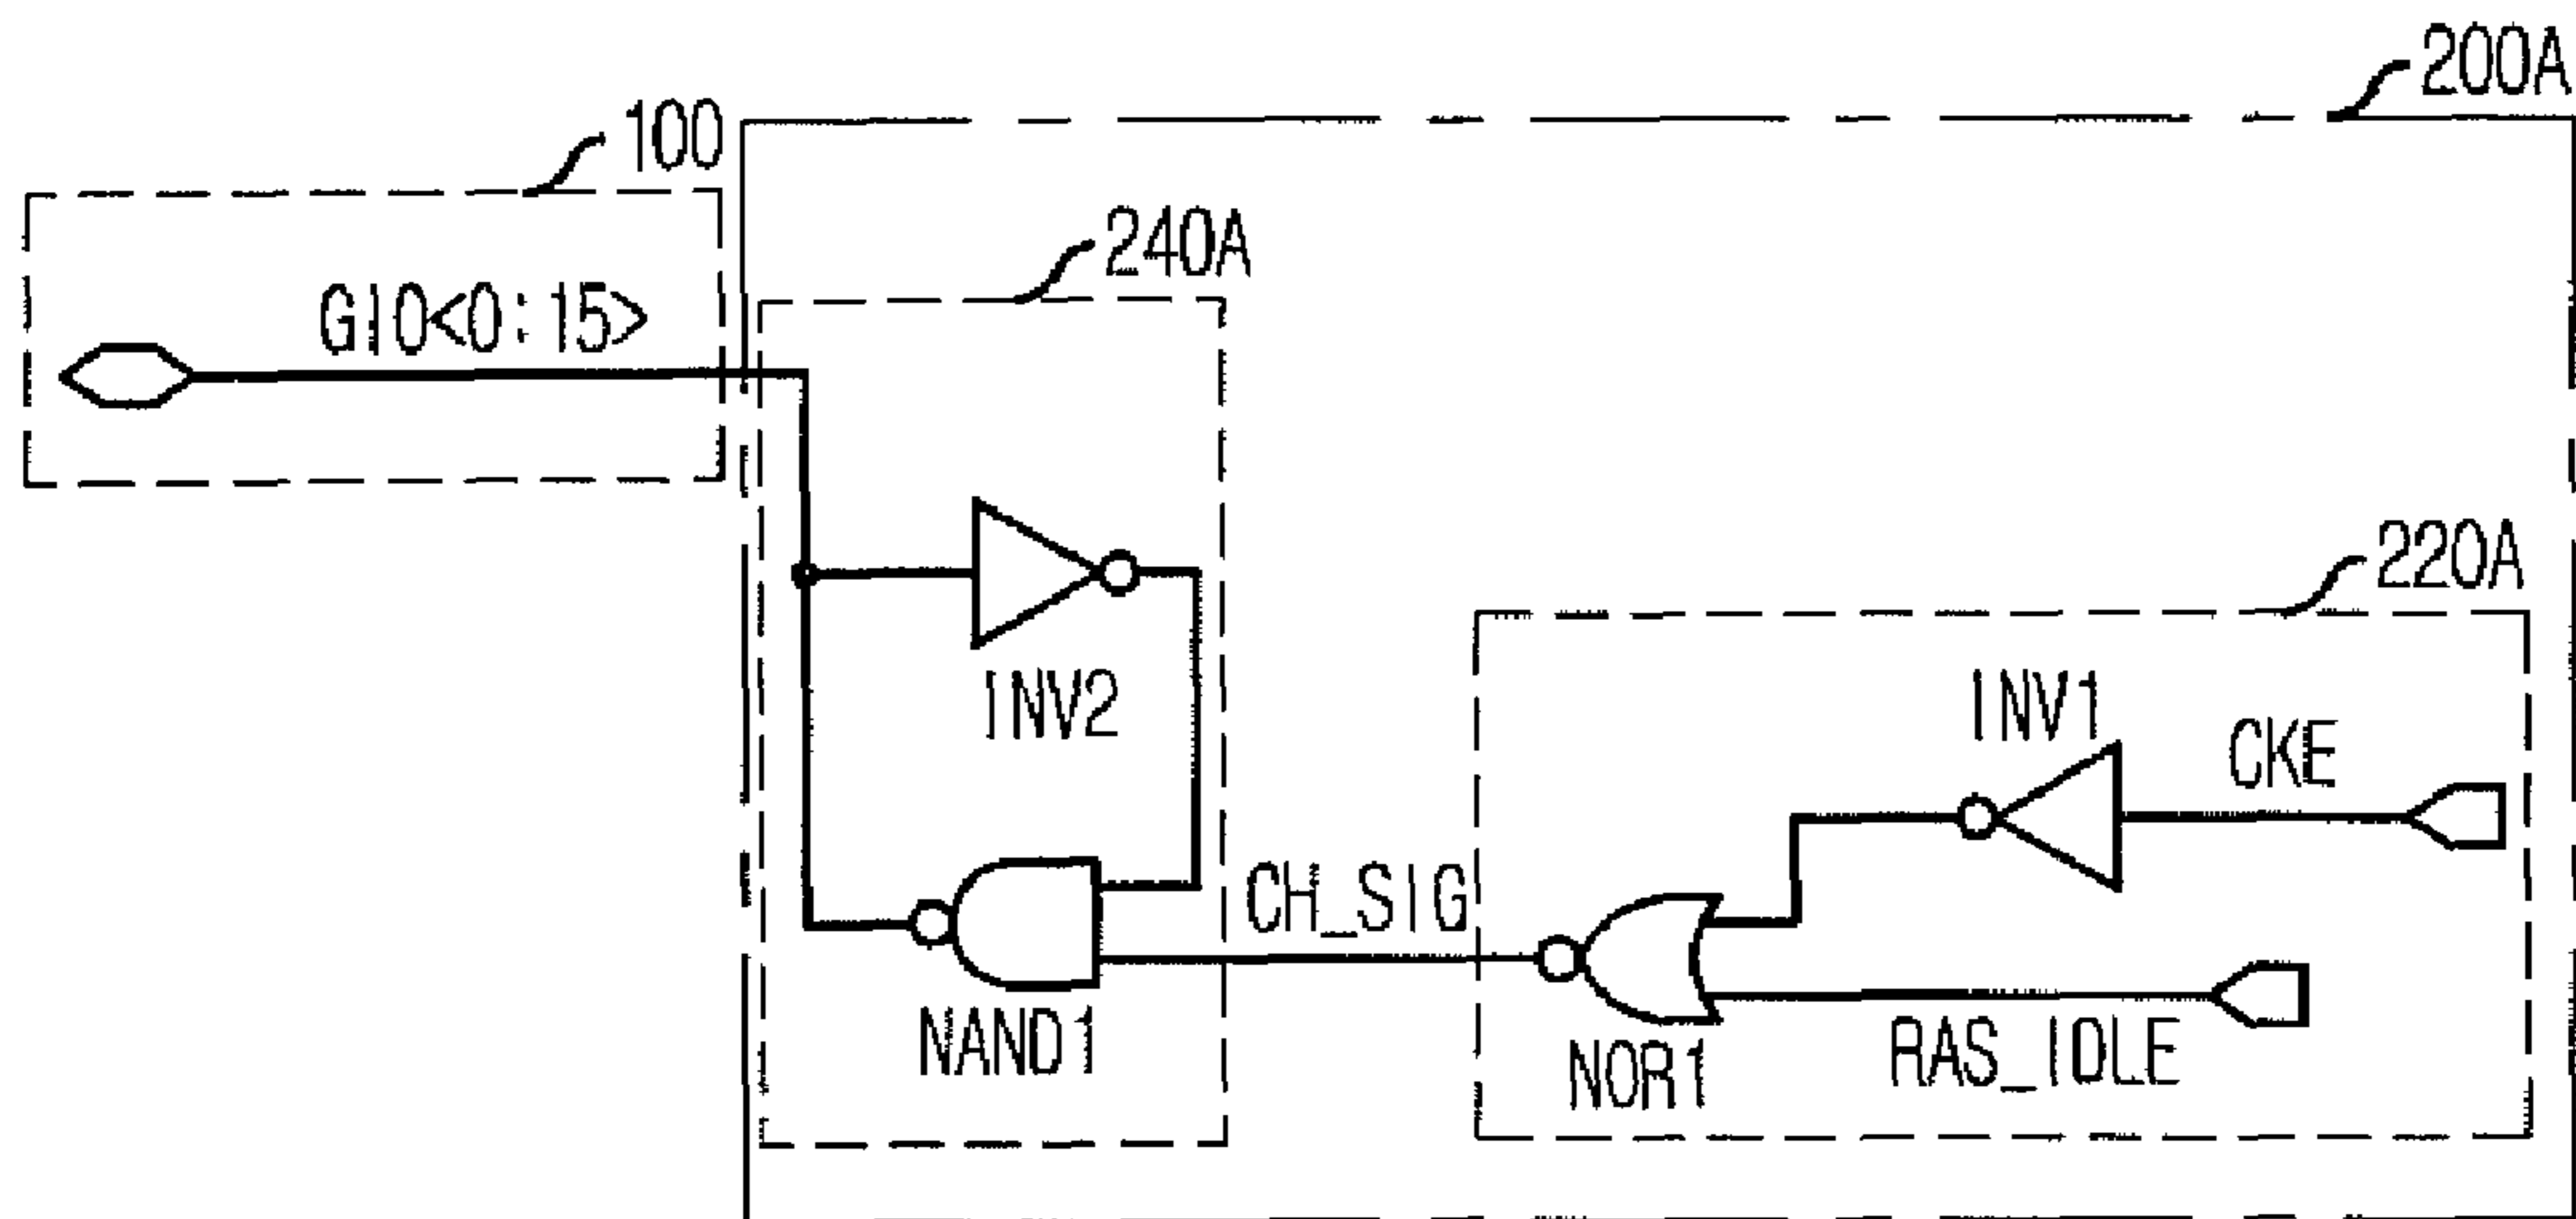 200A
100
240A
GIO<0:15>
220A
INV2
INV1
CKE
CH_SIG
NAND1
NOR1
RAS_IDLE